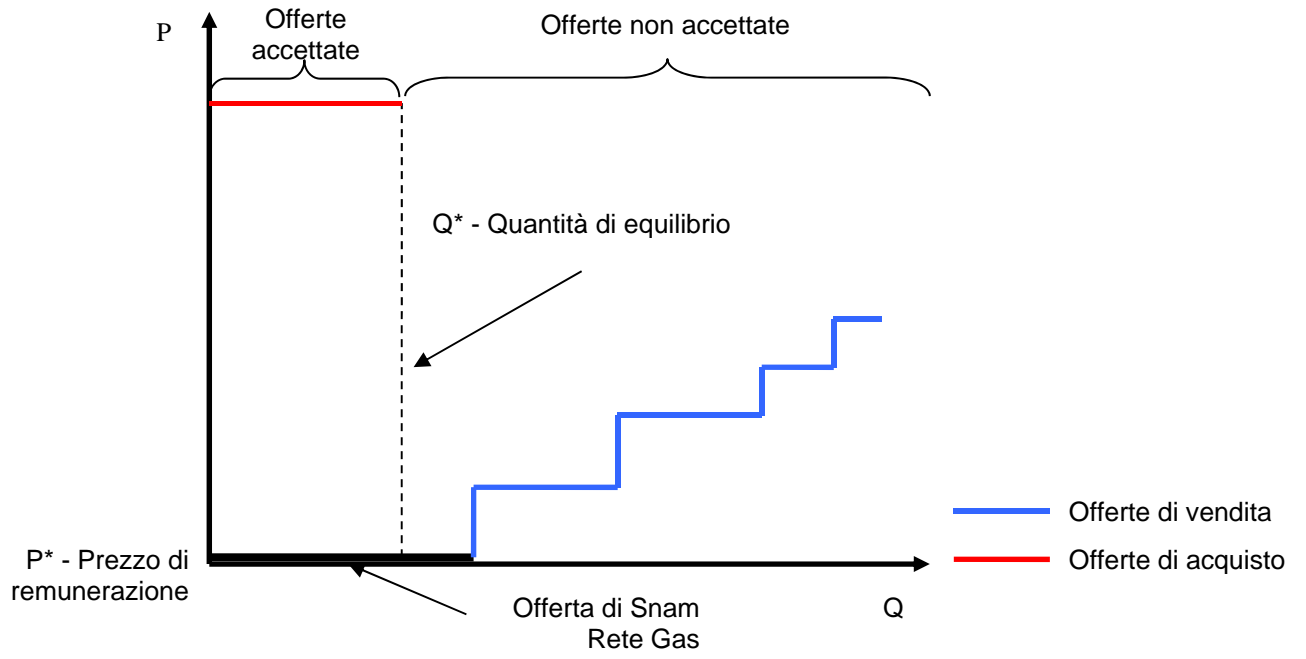 P
Offerte
accettate
Offerte non accettate
Q* - Quantità di equilibrio
Offerte di vendita
Offerte di acquisto
P* - Prezzo di
remunerazione
Offerta di Snam
Rete Gas
Q